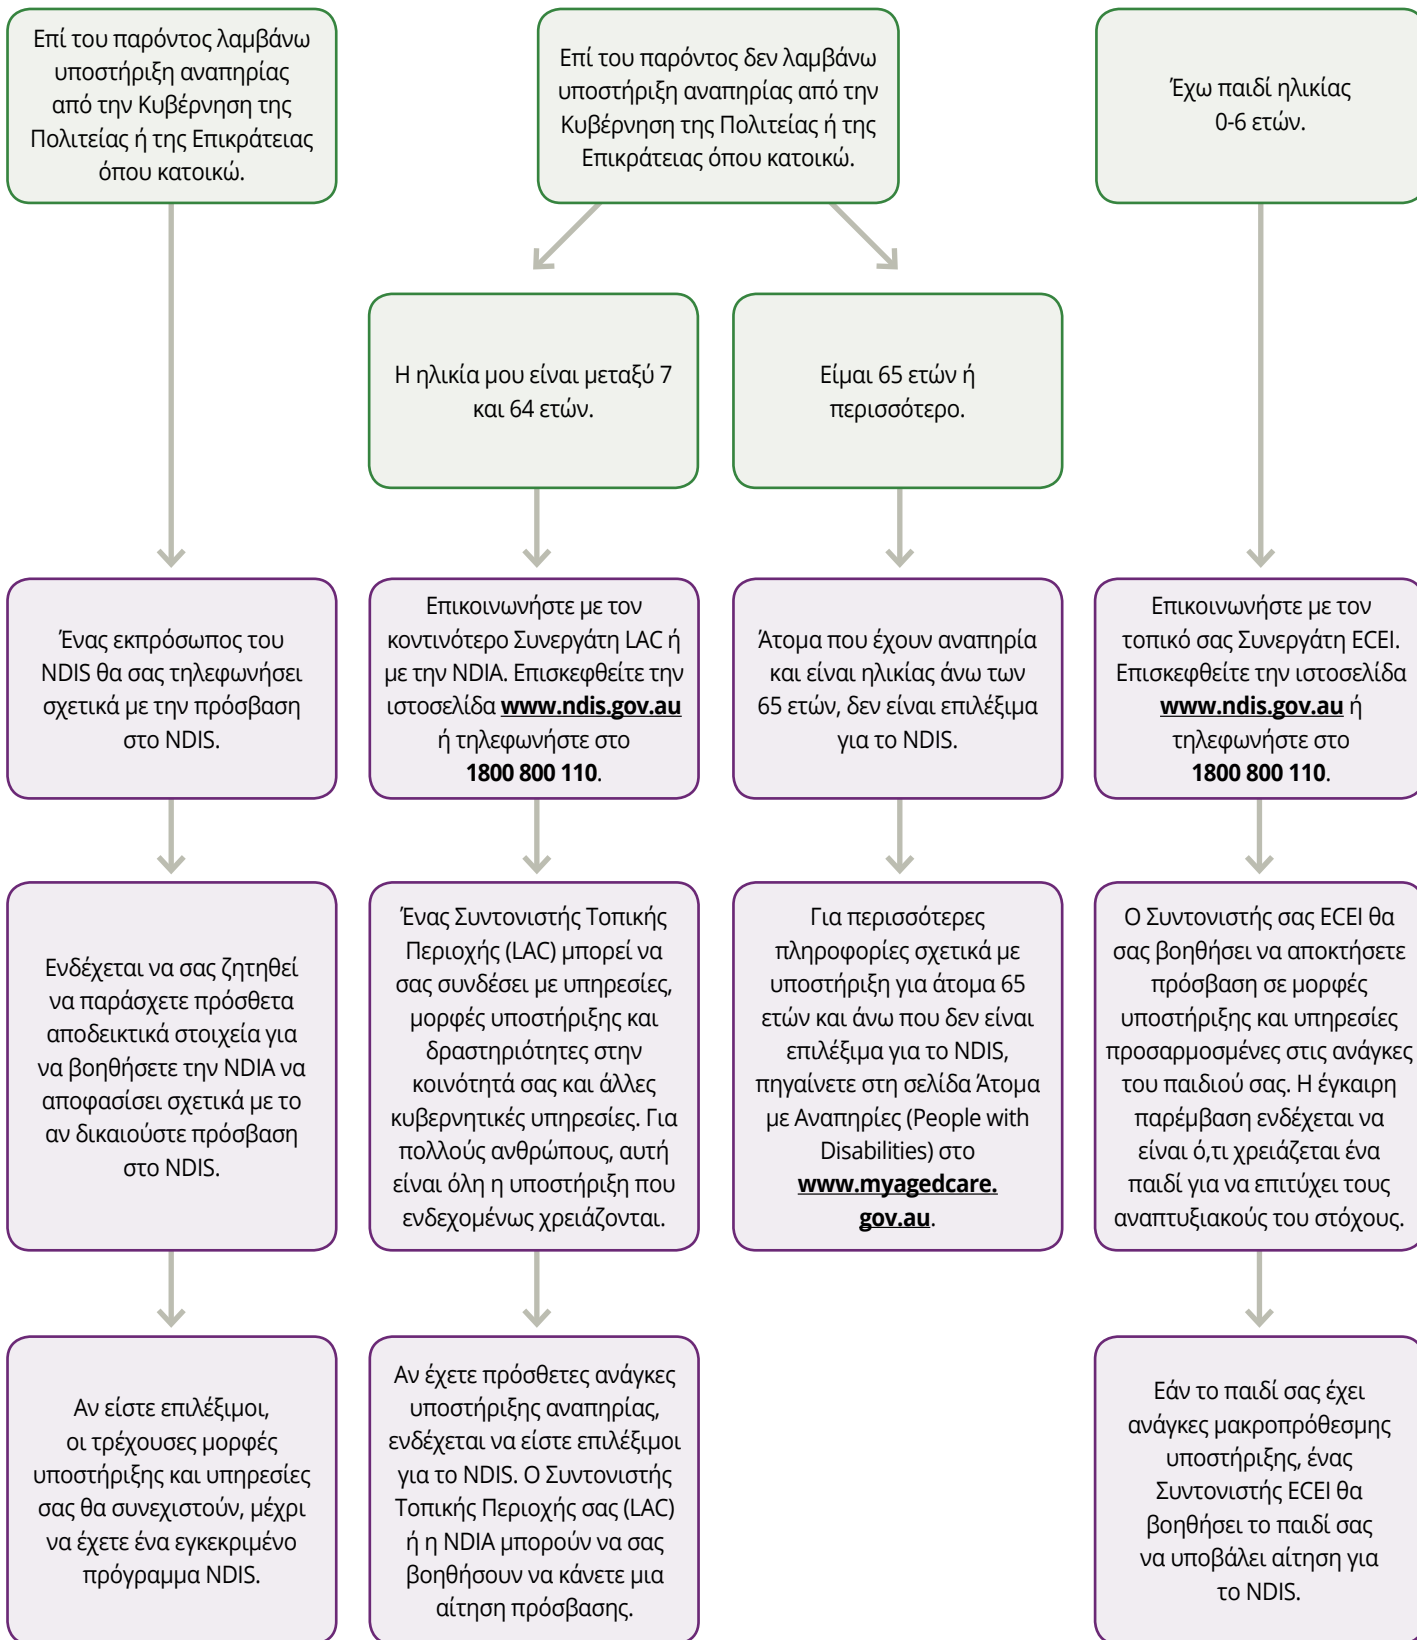 Επί του παρόντος λαμβάνω
υποστήριξη αναπηρίας
από την Κυβέρνηση της
Πολιτείας ή της Επικράτειας
όπου κατοικώ.
Επί του παρόντος δεν λαμβάνω
υποστήριξη αναπηρίας από την
Κυβέρνηση της Πολιτείας ή της
Επικράτειας όπου κατοικώ.
Έχω παιδί ηλικίας
0-6 ετών.
Η ηλικία μου είναι μεταξύ 7
και 64 ετών.
Είμαι 65 ετών ή
περισσότερο.
Ένας εκπρόσωπος του
NDIS θα σας τηλεφωνήσει
σχετικά με την πρόσβαση
στο NDIS.
Επικοινωνήστε με τον
κοντινότερο Συνεργάτη LAC ή
με την NDIA. Επισκεφθείτε την
ιστοσελίδα www.ndis.gov.au
ή τηλεφωνήστε στο
1800 800 110.
Άτομα που έχουν αναπηρία
και είναι ηλικίας άνω των
65 ετών, δεν είναι επιλέξιμα
για το NDIS.
Επικοινωνήστε με τον
τοπικό σας Συνεργάτη ECEI.
Επισκεφθείτε την ιστοσελίδα
www.ndis.gov.au ή
τηλεφωνήστε στο
1800 800 110.
Ενδέχεται να σας ζητηθεί
να παράσχετε πρόσθετα
αποδεικτικά στοιχεία για
να βοηθήσετε την NDIA να
αποφασίσει σχετικά με το
αν δικαιούστε πρόσβαση
στο NDIS.
Ένας Συντονιστής Τοπικής
Περιοχής (LAC) μπορεί να
σας συνδέσει με υπηρεσίες,
μορφές υποστήριξης και
δραστηριότητες στην
κοινότητά σας και άλλες
κυβερνητικές υπηρεσίες. Για
πολλούς ανθρώπους, αυτή
είναι όλη η υποστήριξη που
ενδεχομένως χρειάζονται.
Για περισσότερες
πληροφορίες σχετικά με
υποστήριξη για άτομα 65
ετών και άνω που δεν είναι
επιλέξιμα για το NDIS,
πηγαίνετε στη σελίδα Άτομα
με Αναπηρίες (People with
Disabilities) στο
www.myagedcare.
gov.au.
Ο Συντονιστής σας ECEI θα
σας βοηθήσει να αποκτήσετε
πρόσβαση σε μορφές
υποστήριξης και υπηρεσίες
προσαρμοσμένες στις ανάγκες
του παιδιού σας. Η έγκαιρη
παρέμβαση ενδέχεται να
είναι ό,τι χρειάζεται ένα
παιδί για να επιτύχει τους
αναπτυξιακούς του στόχους.
Αν είστε επιλέξιμοι,
οι τρέχουσες μορφές
υποστήριξης και υπηρεσίες
σας θα συνεχιστούν, μέχρι
να έχετε ένα εγκεκριμένο
πρόγραμμα NDIS.
Αν έχετε πρόσθετες ανάγκες
υποστήριξης αναπηρίας,
ενδέχεται να είστε επιλέξιμοι
για το NDIS. Ο Συντονιστής
Τοπικής Περιοχής σας (LAC)
ή η NDIA μπορούν να σας
βοηθήσουν να κάνετε μια
αίτηση πρόσβασης.
Εάν το παιδί σας έχει
ανάγκες μακροπρόθεσμης
υποστήριξης, ένας
Συντονιστής ECEI θα
βοηθήσει το παιδί σας
να υποβάλει αίτηση για
το NDIS.